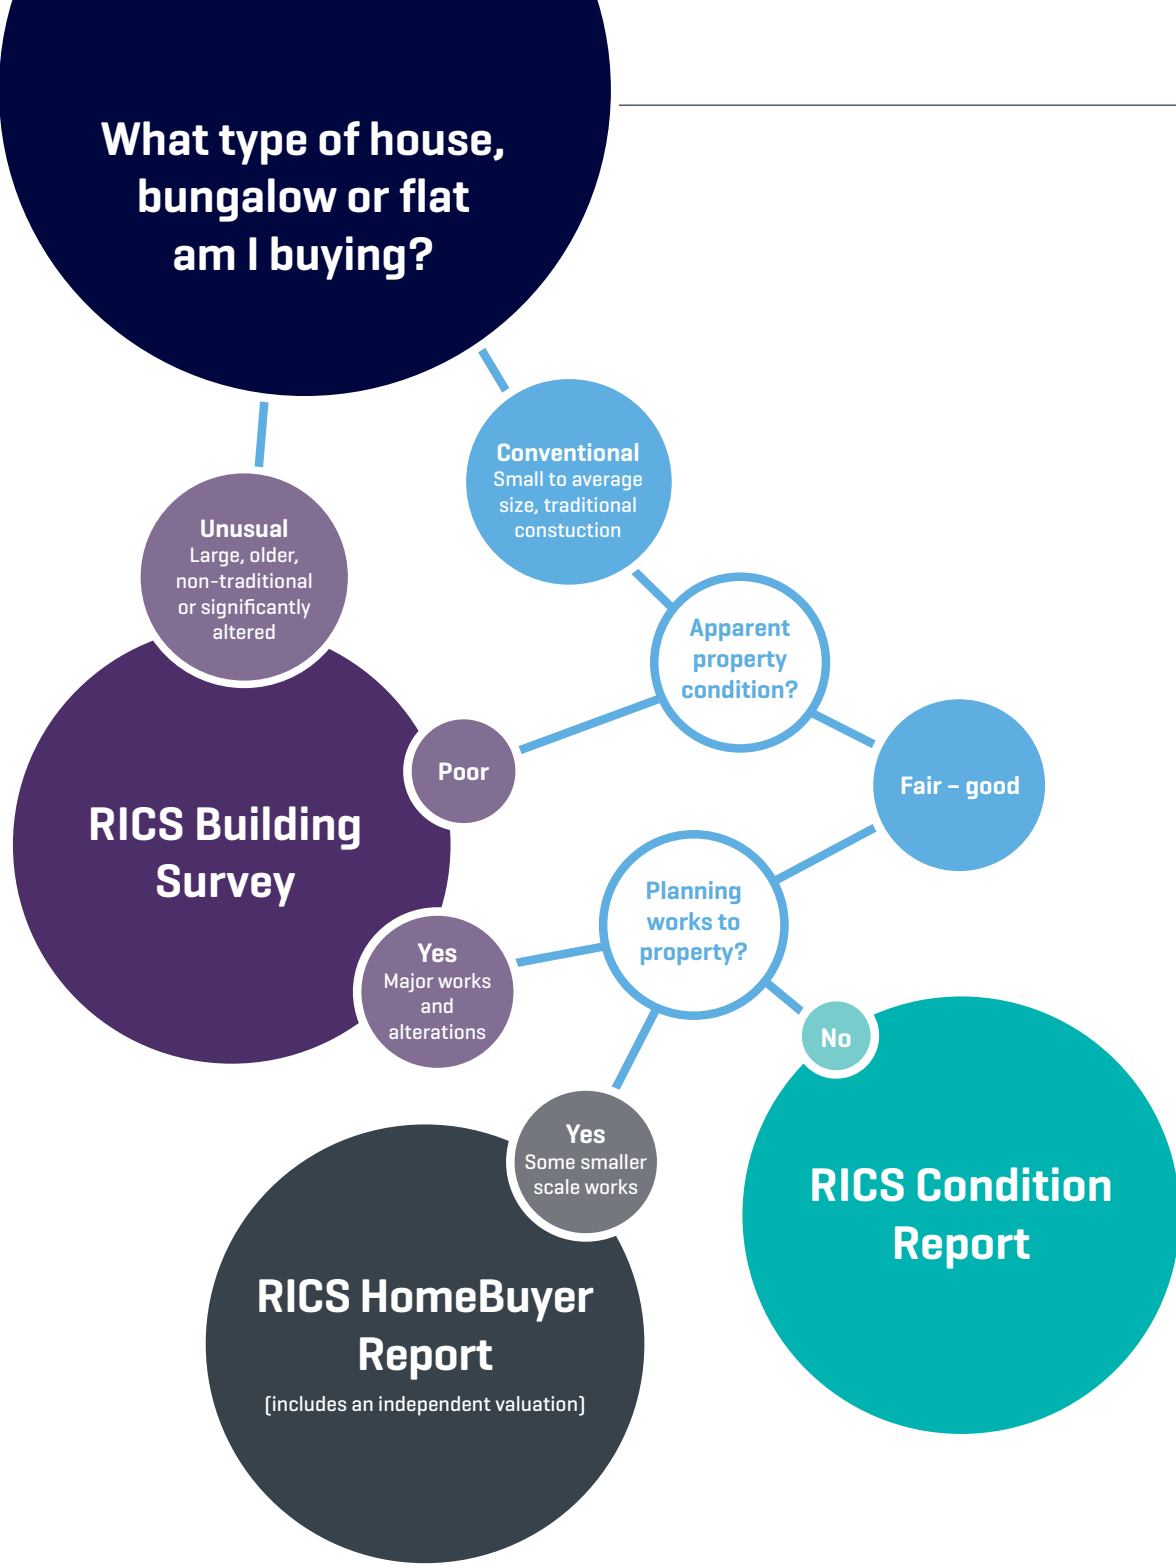 What type of house,
bungalow or flat
am I buying?
Conventional
Small to average
size, traditional
constuction
Unusual
Large, older,
non-traditional
or significantly
altered
Apparent
property
condition?
Poor
Fair – good
RICS Building
Survey
Planning
works to
property?
Yes
Major works
and
alterations
No
Yes
Some smaller
scale works
RICS Condition
Report
RICS HomeBuyer
Report
(includes an independent valuation)